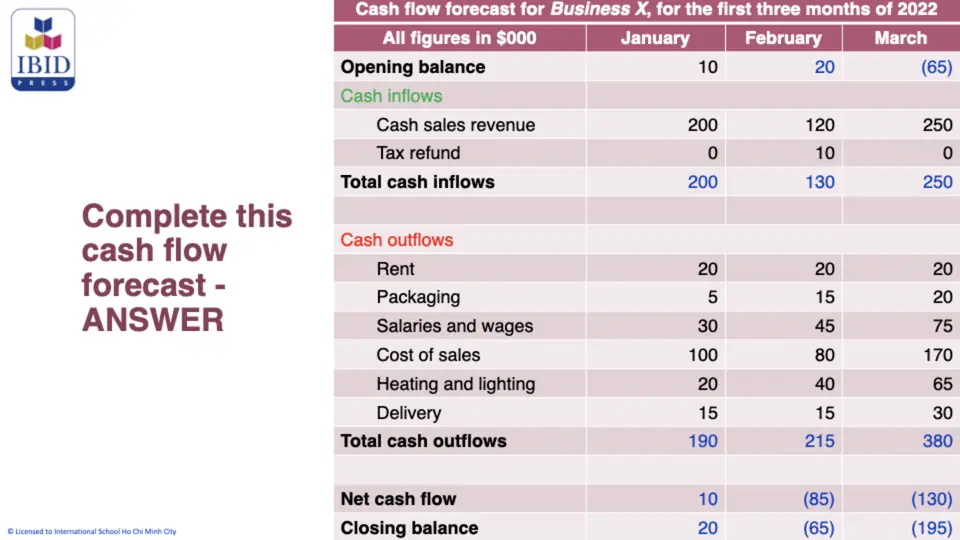 IBID
PRESS
Complete this
cash flow
forecast -
ANSWER
Cash flow forecast for Business X, for the first three months of 2022
All figures in $000 January February March
Opening balance 10 20 (65)
Cash inflows
Cash sales revenue 200 120 250
Tax refund 0 10 0
Total cash inflows 200 130 250
Cash outflows
Rent 20 20 20
Packaging 5 15 20
Salaries and wages 30 45 75
Cost of sales 100 80 170
Heating and lighting 20 40 65
Delivery 15 15 30
Total cash outflows 190 215 380
Net cash flow 10 (85) (130)
Closing balance 20 (65) (195)
© Licensed to International School Ho Chi Minh City